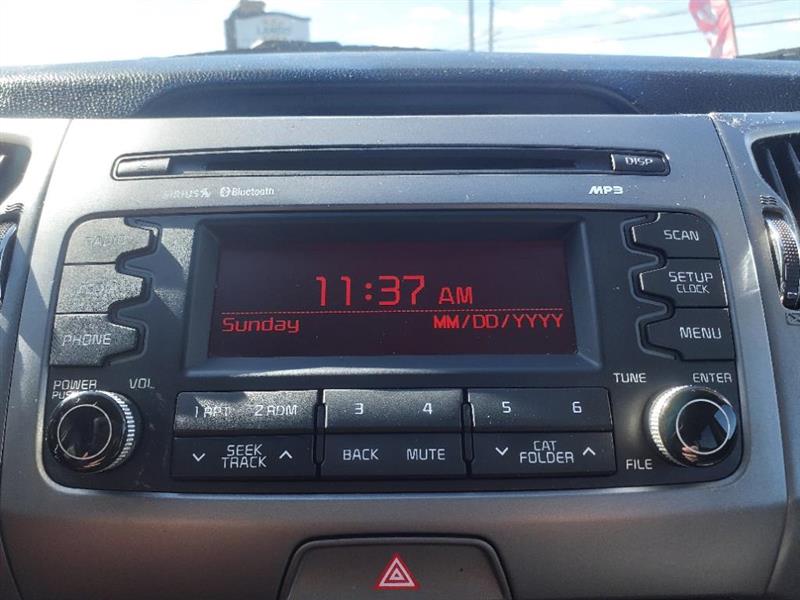 DISP
SIRIUS
Bluetooth
MP3
RADIO
SCAN
SETUP
CLOCK
PHONE
MENU
11:37 AM
Sunday MM/DD/YYYY
POWER
PUSH
VOL
TUNE
ENTER
FILE
1 RPT 2 RDM 3 4 5 6
SEEK
TRACK
BACK MUTE
CAT
FOLDER